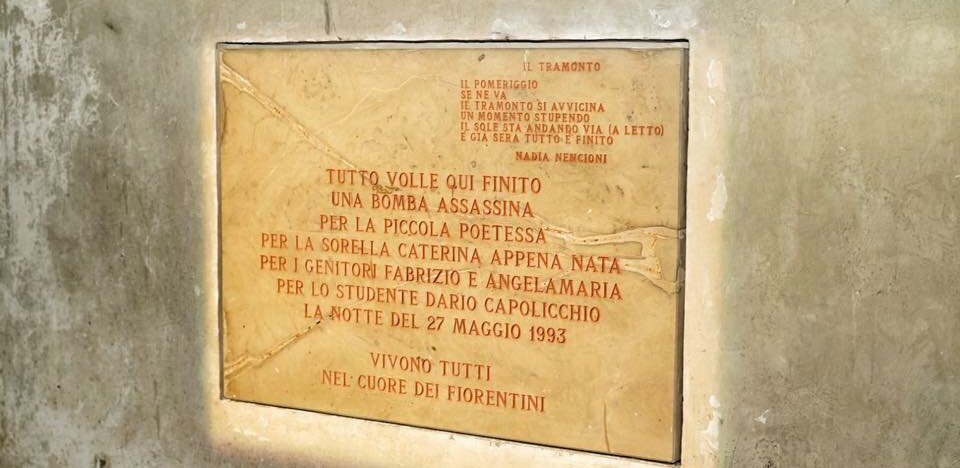 IL TRAMONTO
IL POMERIGGIO
SE NE VA
IL TRAMONTO SI AVVICINA
UN MOMENTO STUPENDO
IL SOLE STA ANDANDO VIA (A LETTO)
E GIA SERA TUTTO E FINITO
NADIA NENCIONI
TUTTO VOLLE QUI FINITO
UNA BOMBA ASSASSINA
PER LA PICCOLA POETESSA
PER LA SORELLA CATERINA APPENA NATA
PER I GENITORI FABRIZIO E ANGELAMARIA
PER LO STUDENTE DARIO CAPOLICCHIO
LA NOTTE DEL 27 MAGGIO 1993
VIVONO TUTTI
NEL CUORE DEI FIORENTINI